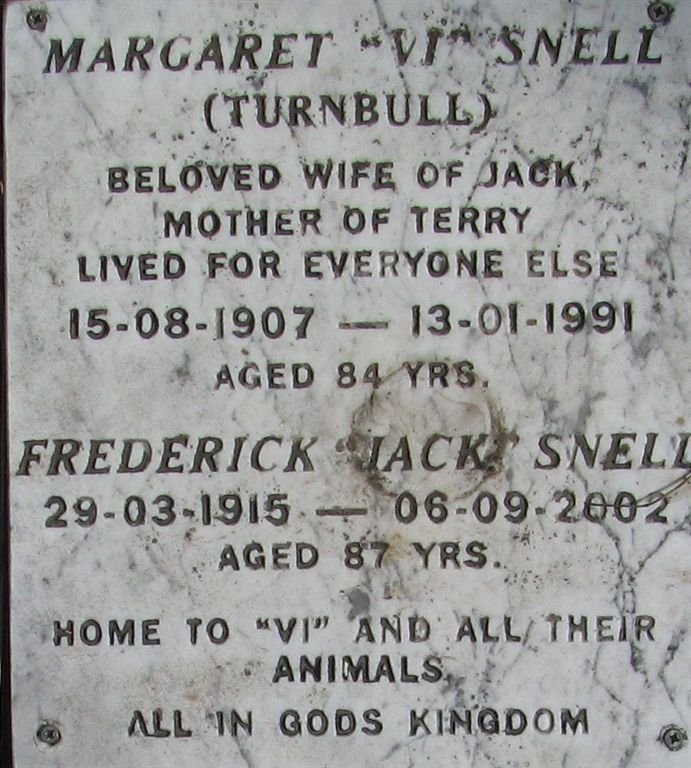 MARGARET "VI" SNELL
(TURNBULL)
BELOVED WIFE OF JACK,
MOTHER OF TERRY
LIVED FOR EVERYONE ELSE
15-08-1907 — 13-01-1991
AGED 84 YRS.
FREDERICK "JACK" SNELL
29-03-1915 — 06-09-2002
AGED 87 YRS.
HOME TO "VI" AND ALL THEIR
ANIMALS.
ALL IN GODS KINGDOM